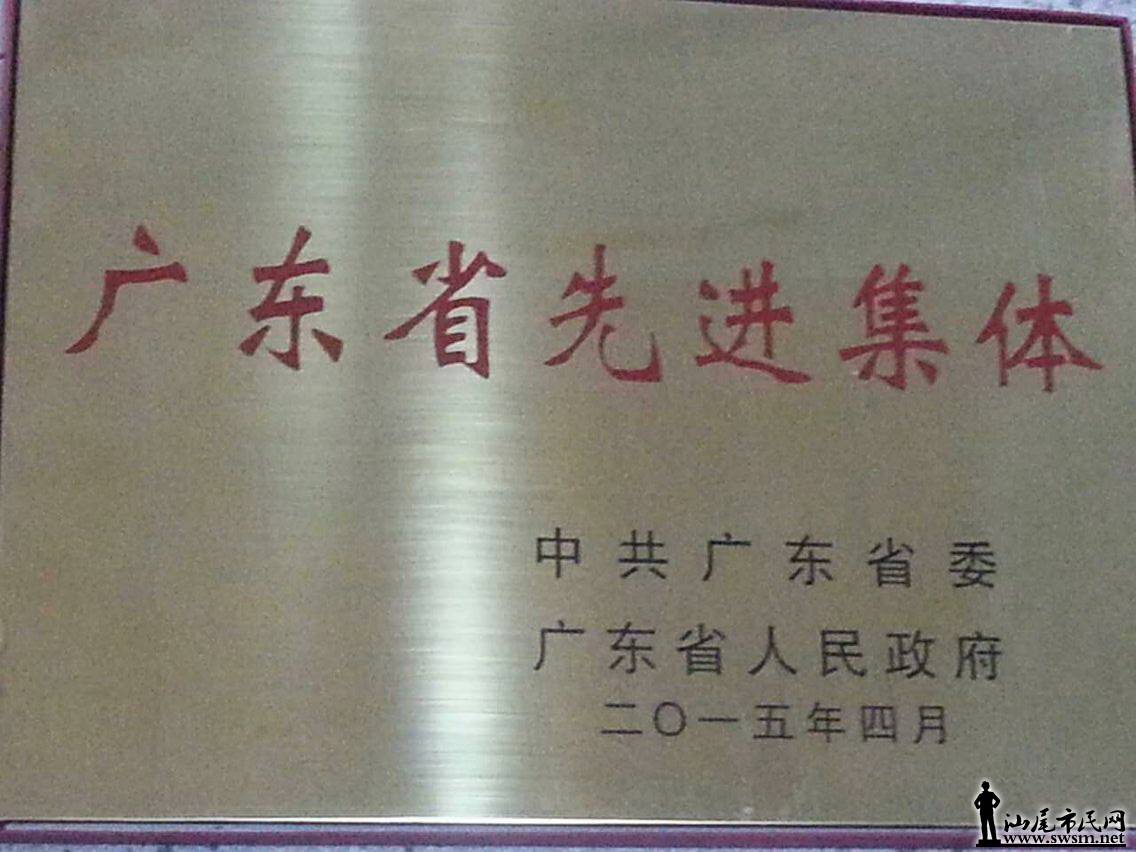 广东省先进集体
中共广东省委
广东省人民政府
二〇一五年四月
汕尾市民网
www.swsm.net